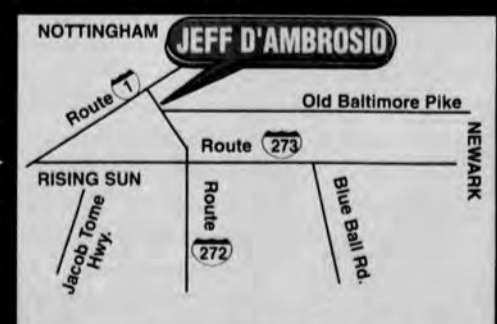 NOTTINGHAM
JEFF D'AMBROSIO
Route 1
Old Baltimore Pike
Route 273
NEWARK
RISING SUN
Jacob Tome
Hwy.
Route
272
Blue Ball Rd.